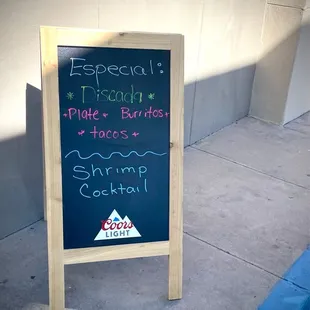 Especial:
* Discada *
+Plate + Burritos+
+ tacos +
Shrimp
Cocktail
Coors
LIGHT